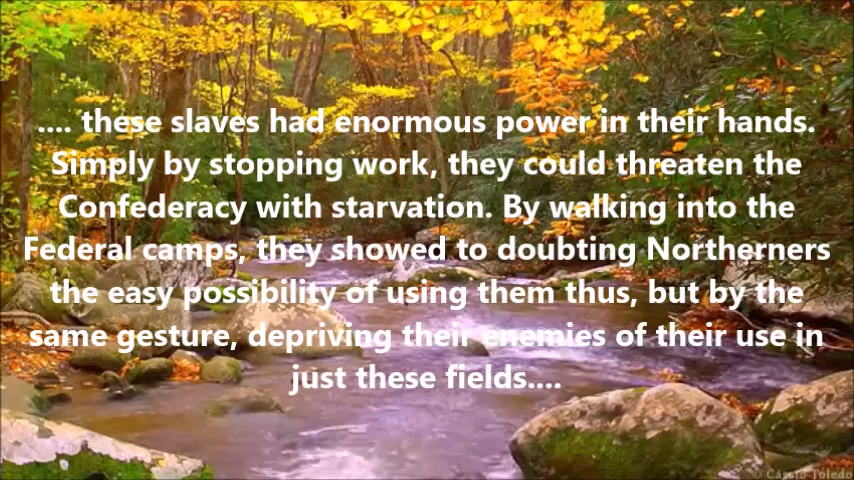 .... these slaves had enormous power in their hands.
Simply by stopping work, they could threaten the
Confederacy with starvation. By walking into the
Federal camps, they showed to doubting Northerners
the easy possibility of using them thus, but by the
same gesture, depriving their enemies of their use in
just these fields....
© Cássio Toledo